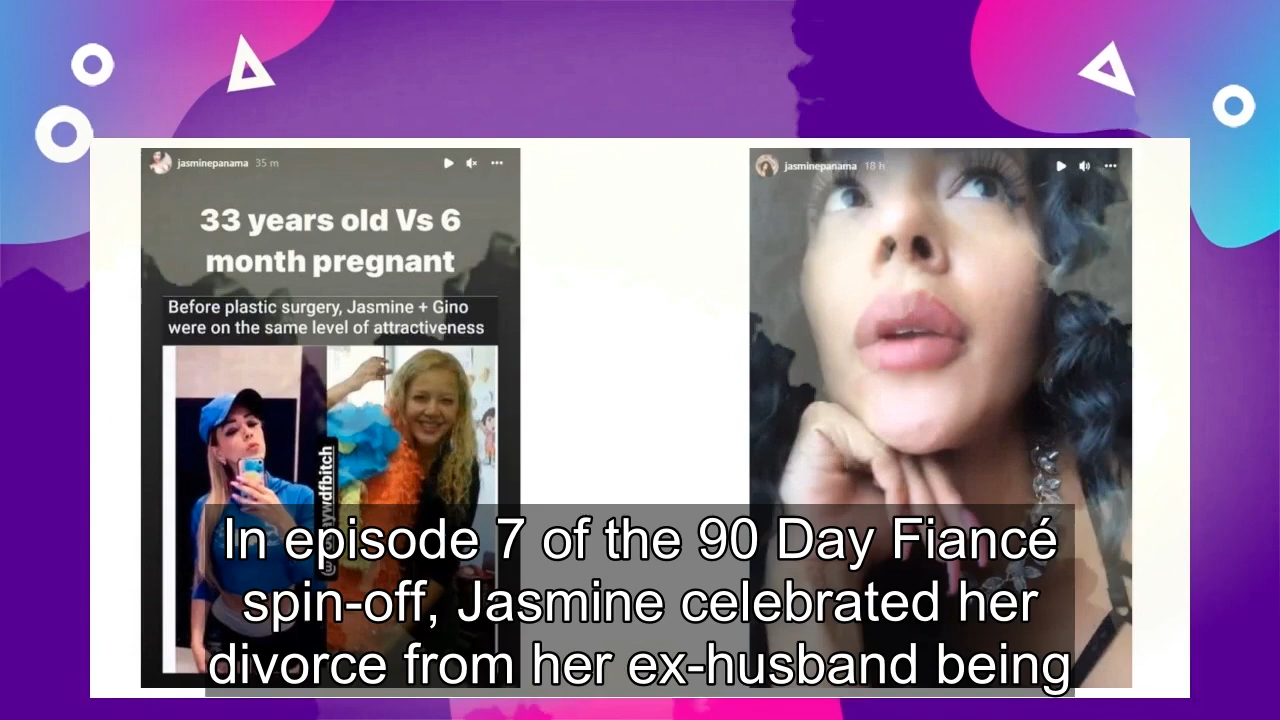 jasminepanama 35 m
33 years old Vs 6
month pregnant
Before plastic surgery, Jasmine + Gino
were on the same level of attractiveness
jasminepanama 18 h
In episode 7 of the 90 Day Fiancé
spin-off, Jasmine celebrated her
divorce from her ex-husband being